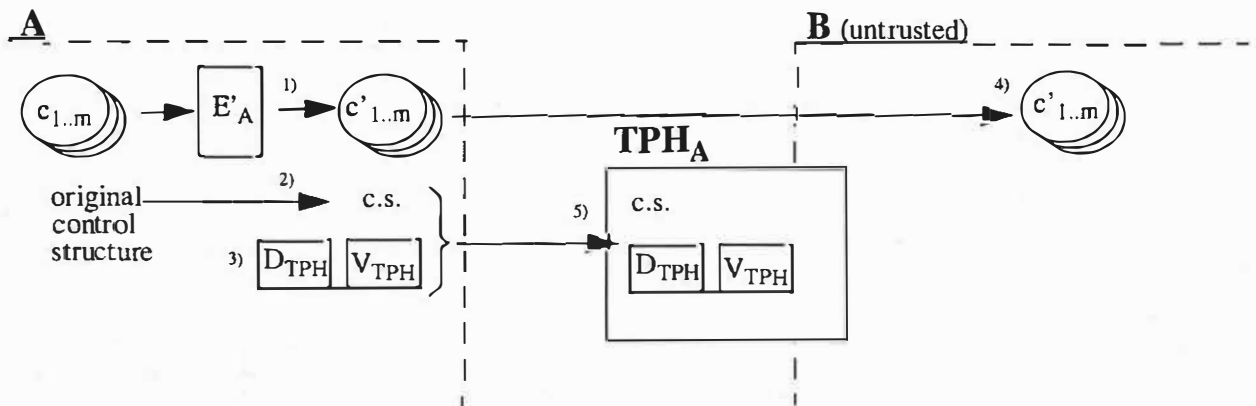 A
B (untrusted)
c1..m
E'A
1)
c'1..m
4)
c'1..m
TPHA
original
control
structure
2)
c.s.
3)
DTPH
VTPH
5)
c.s.
DTPH
VTPH